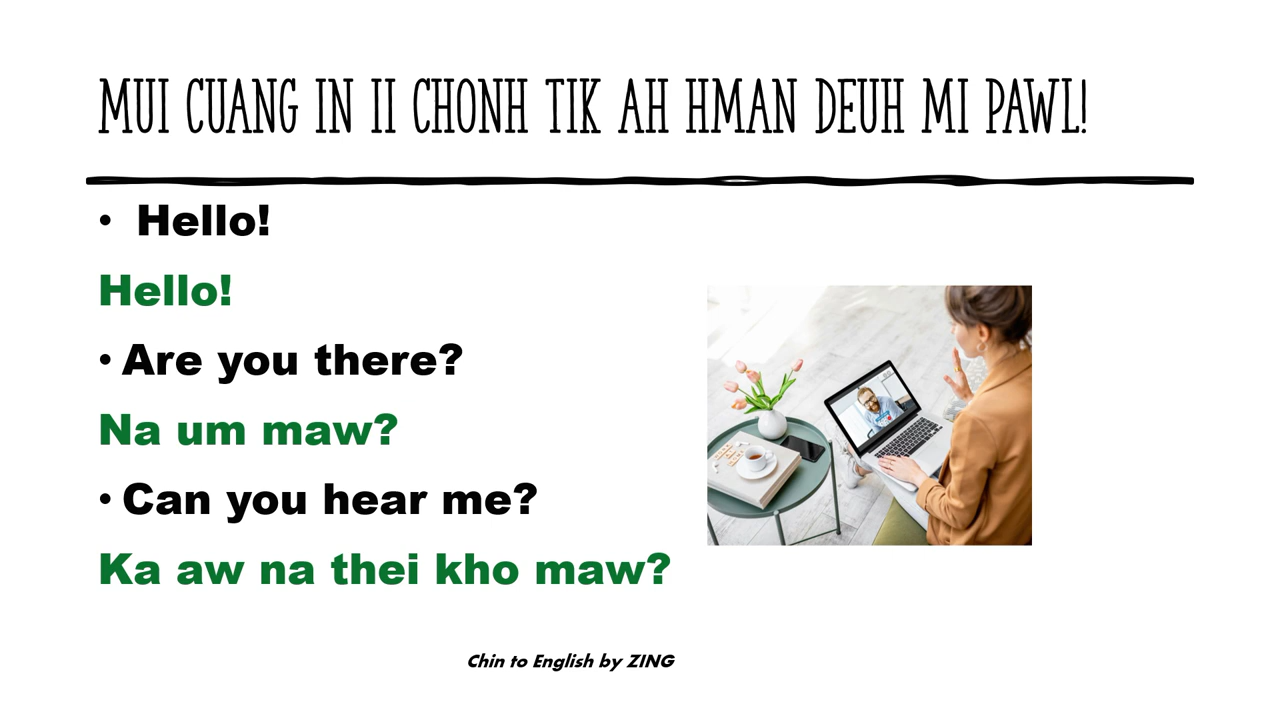 MUI CUANG IN II CHONH TIK AH HMAN DEUH MI PAWL!
• Hello!
Hello!
• Are you there?
Na um maw?
• Can you hear me?
Ka aw na thei kho maw?
Chin to English by ZING